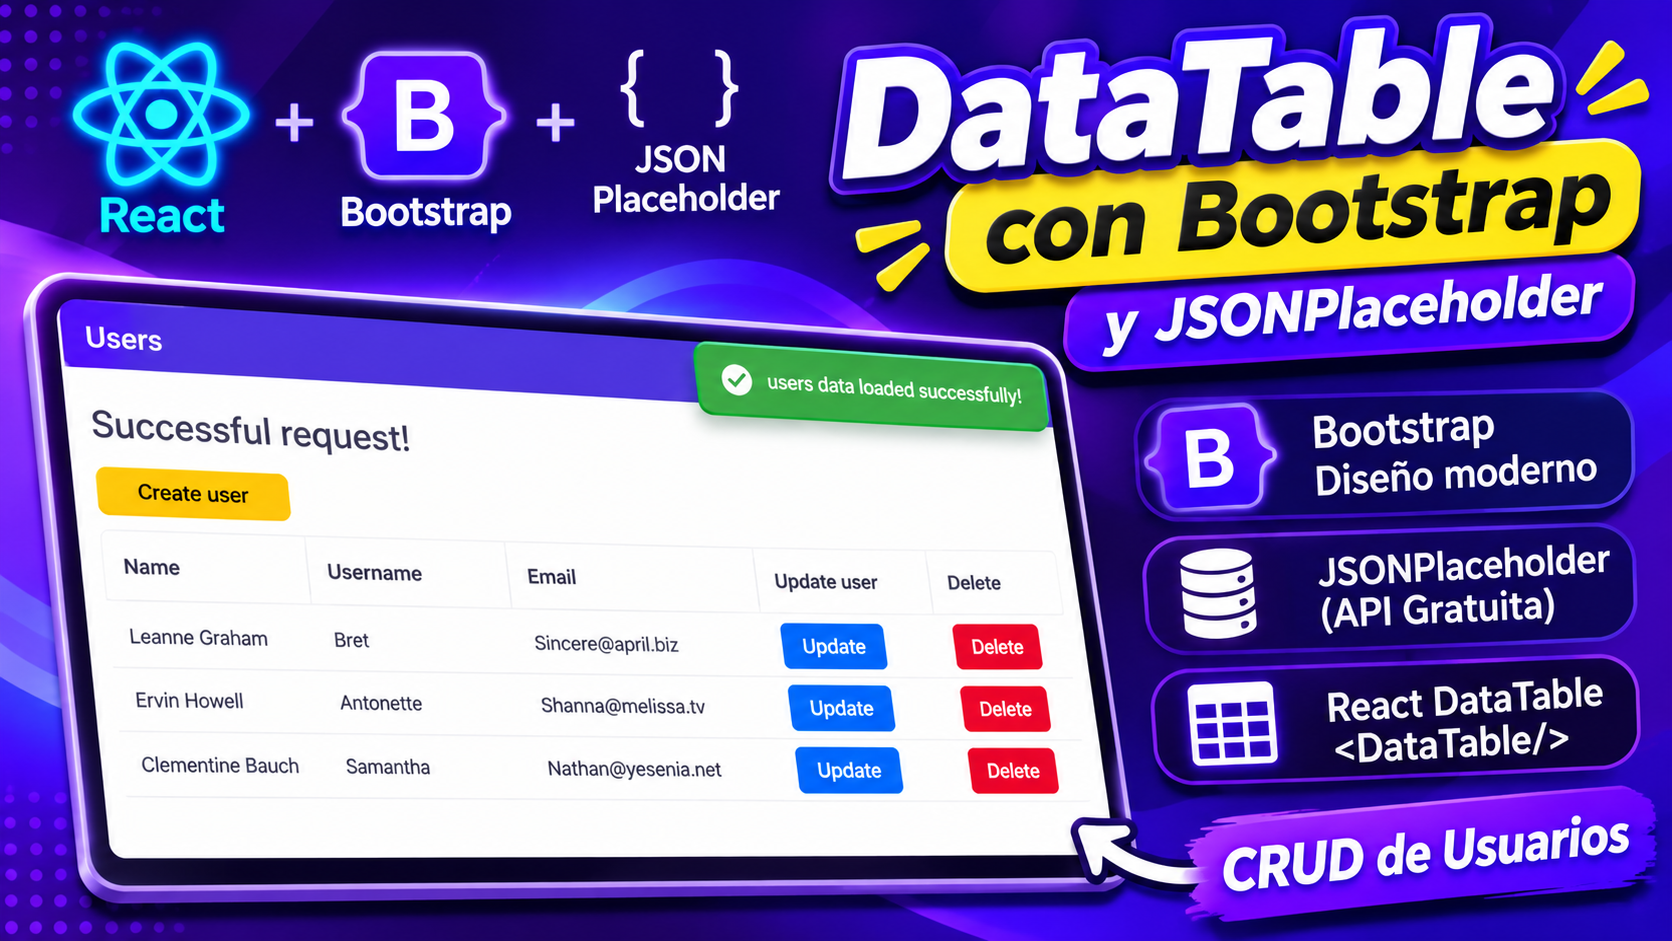 React
+
B
Bootstrap
+
{ }
JSON
Placeholder
DataTable
con Bootstrap
y JSONPlaceholder
Users
users data loaded successfully!
Successful request!
Create user
Name Username Email Update user Delete
Leanne Graham Bret Sincere@april.biz Update Delete
Ervin Howell Antonette Shanna@melissa.tv Update Delete
Clementine Bauch Samantha Nathan@yesenia.net Update Delete
B
Bootstrap
Diseño moderno
JSONPlaceholder
(API Gratuita)
React DataTable
<DataTable/>
CRUD de Usuarios